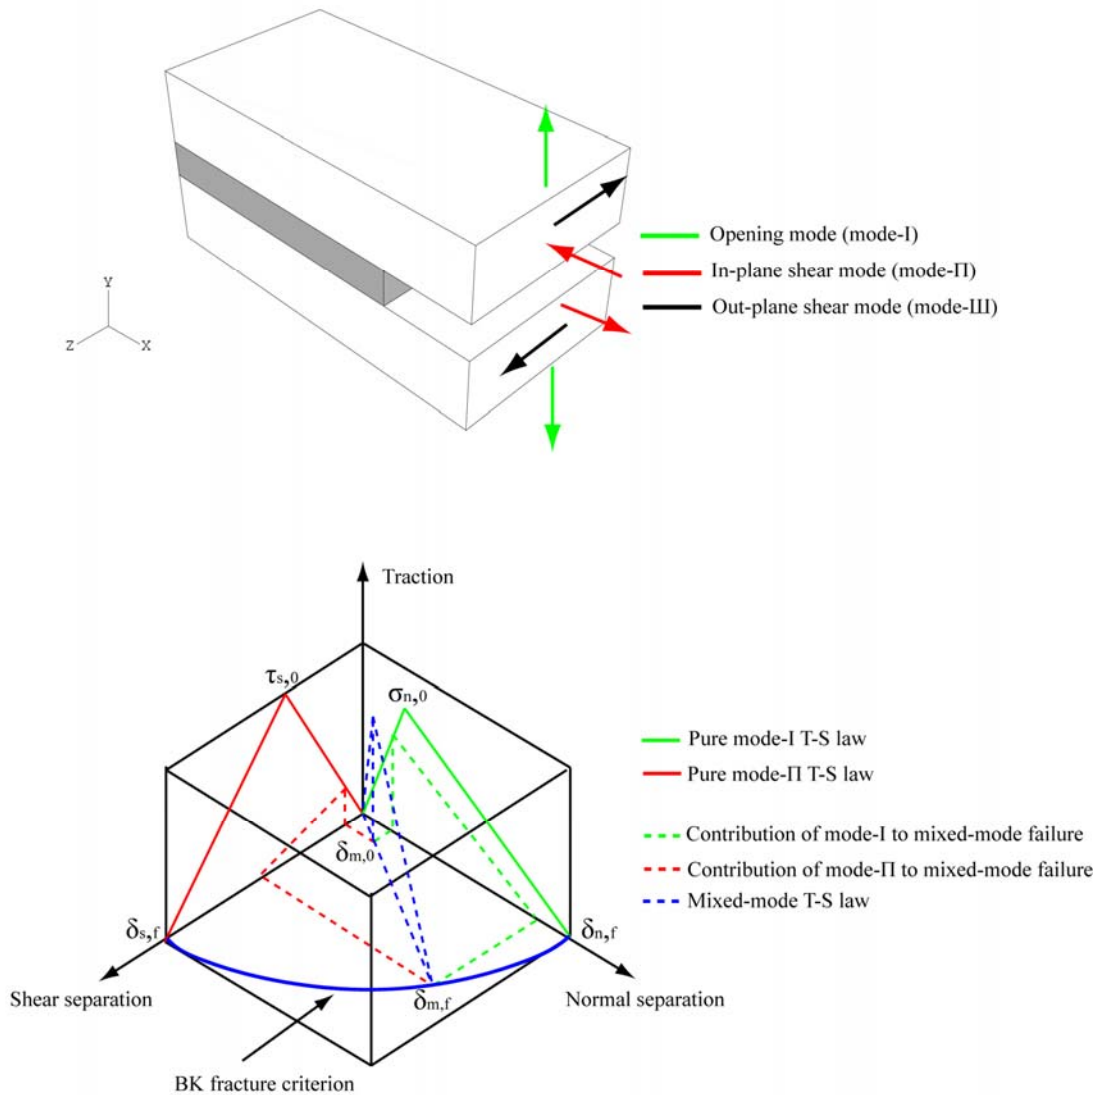 Opening mode (mode-I)
In-plane shear mode (mode-Π)
Out-plane shear mode (mode-Ш)
Y
Z
X
Traction
τs,0
σn,0
Pure mode-I T-S law
Pure mode-Π T-S law
Contribution of mode-I to mixed-mode failure
δm,0
Contribution of mode-Π to mixed-mode failure
Mixed-mode T-S law
δs,f
δn,f
Shear separation
δm,f
Normal separation
BK fracture criterion